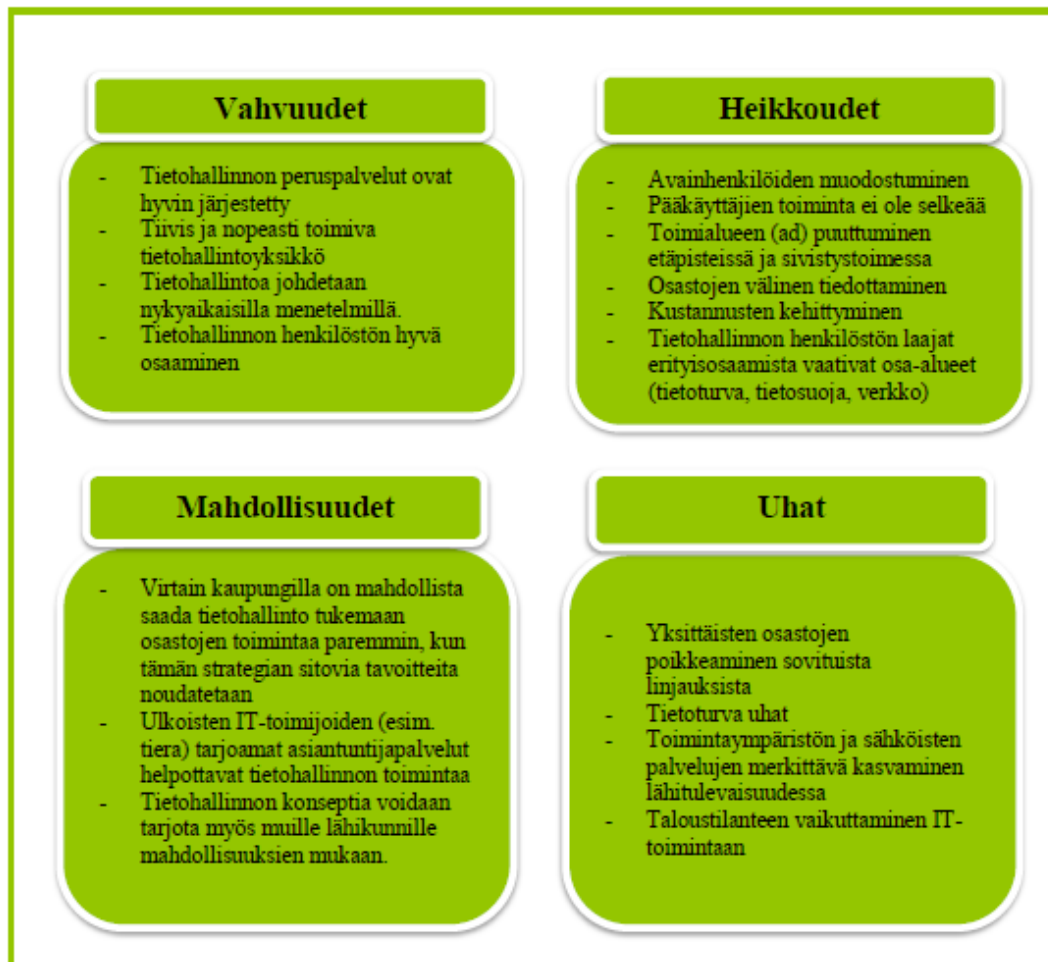 Vahvuudet
- Tietohallinnon peruspalvelut ovat
hyvin järjestetty
- Tiivis ja nopeasti toimiva
tietohallintoyksikkö
- Tietohallintoa johdetaan
nykyaikaisilla menetelmillä.
- Tietohallinnon henkilöstön hyvä
osaaminen
Heikkoudet
- Avainhenkilöiden muodostuminen
- Pääkäyttäjien toiminta ei ole selkeää
- Toimialueen (ad) puuttuminen
etäpisteissä ja sivistystoimessa
- Osastojen välinen tiedottaminen
- Kustannusten kehittyminen
- Tietohallinnon henkilöstön laajat
erityisosaamista vaativat osa-alueet
(tietoturva, tietosuoja, verkko)
Mahdollisuudet
- Virtain kaupungilla on mahdollista
saada tietohallinto tukemaan
osastojen toimintaa paremmin, kun
tämän strategian sitovia tavoitteita
noudatetaan
- Ulkoisten IT-toimijoiden (esim.
tiera) tarjoamat asiantuntijapalvelut
helpottavat tietohallinnon toimintaa
- Tietohallinnon konseptia voidaan
tarjota myös muille lähikunnille
mahdollisuuksien mukaan.
Uhat
- Yksittäisten osastojen
poikkeaminen sovituista
linjauksista
- Tietoturva uhat
- Toimintaympäristön ja sähköisten
palvelujen merkittävä kasvaminen
lähitulevaisuudessa
- Taloustilanteen vaikuttaminen IT-
toimintaan